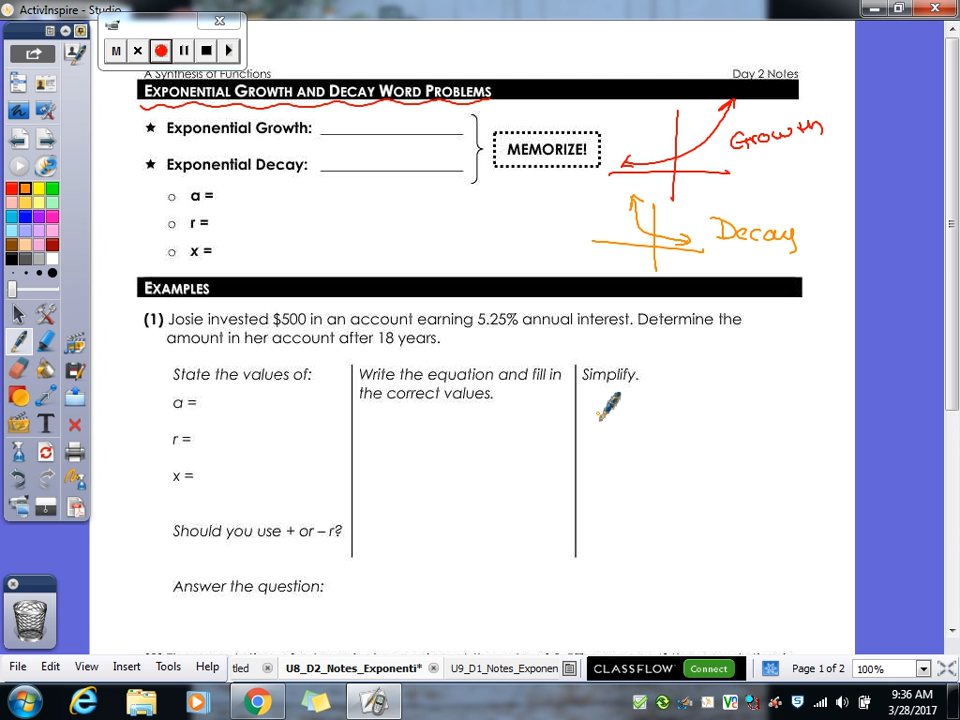 ActivInspire - Studio
M
A Synthesis of Functions
Day 2 Notes
EXPONENTIAL GROWTH AND DECAY WORD PROBLEMS
★ Exponential Growth: _______________
★ Exponential Decay: _______________
MEMORIZE!
Growth
○ a =
○ r =
○ x =
Decay
EXAMPLES
(1) Josie invested $500 in an account earning 5.25% annual interest. Determine the
amount in her account after 18 years.
State the values of:
a =
r =
x =
Should you use + or – r?
Write the equation and fill in
the correct values.
Simplify.
Answer the question:
File Edit View Insert Tools Help
tled
U8_D2_Notes_Exponenti*
U9_D1_Notes_Exponen
CLASSFLOW Connect
Page 1 of 2
100%
9:36 AM
3/28/2017